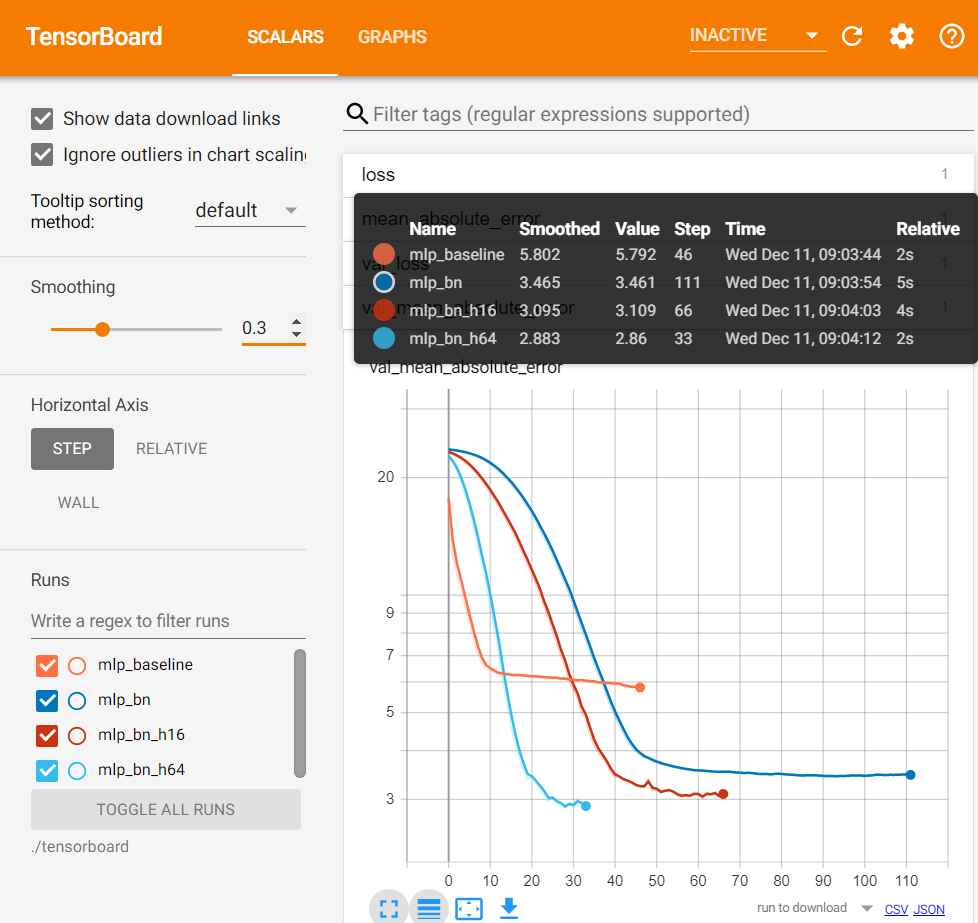 TensorBoard SCALARS GRAPHS INACTIVE
Show data download links
Ignore outliers in chart scaling
Tooltip sorting
method:
default
Smoothing
0.3
Horizontal Axis
STEP RELATIVE
WALL
Runs
Write a regex to filter runs
mlp_baseline
mlp_bn
mlp_bn_h16
mlp_bn_h64
TOGGLE ALL RUNS
./tensorboard
Filter tags (regular expressions supported)
loss 1
mean_absolute_error 1
val_loss 1
val_mean_absolute_error 1
Name Smoothed Value Step Time Relative
mlp_baseline 5.802 5.792 46 Wed Dec 11, 09:03:44 2s
mlp_bn 3.465 3.461 111 Wed Dec 11, 09:03:54 5s
mlp_bn_h16 3.095 3.109 66 Wed Dec 11, 09:04:03 4s
mlp_bn_h64 2.883 2.86 33 Wed Dec 11, 09:04:12 2s
val_mean_absolute_error
20
9
7
5
3
0 10 20 30 40 50 60 70 80 90 100 110
run to download CSV JSON